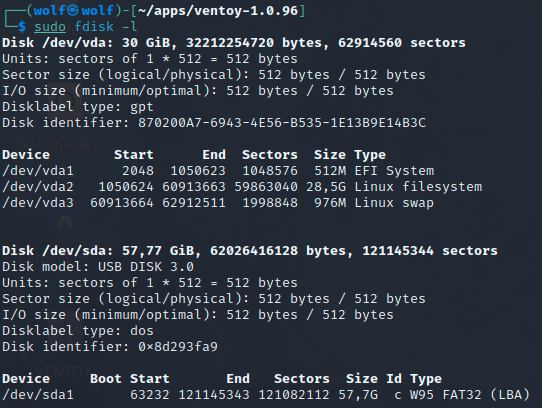 ┌──(wolf㉿wolf)-[~/apps/ventoy-1.0.96]
└─$ sudo fdisk -l
Disk /dev/vda: 30 GiB, 32212254720 bytes, 62914560 sectors
Units: sectors of 1 * 512 = 512 bytes
Sector size (logical/physical): 512 bytes / 512 bytes
I/O size (minimum/optimal): 512 bytes / 512 bytes
Disklabel type: gpt
Disk identifier: 870200A7-6943-4E56-B535-1E13B9E14B3C

Device Start End Sectors Size Type
/dev/vda1 2048 1050623 1048576 512M EFI System
/dev/vda2 1050624 60913663 59863040 28,5G Linux filesystem
/dev/vda3 60913664 62912511 1998848 976M Linux swap

Disk /dev/sda: 57,77 GiB, 62026416128 bytes, 121145344 sectors
Disk model: USB DISK 3.0
Units: sectors of 1 * 512 = 512 bytes
Sector size (logical/physical): 512 bytes / 512 bytes
I/O size (minimum/optimal): 512 bytes / 512 bytes
Disklabel type: dos
Disk identifier: 0x8d293fa9
VENTOY

Device Boot Start End Sectors Size Id Type
/dev/sda1 63232 121145343 121082112 57,7G c W95 FAT32 (LBA)